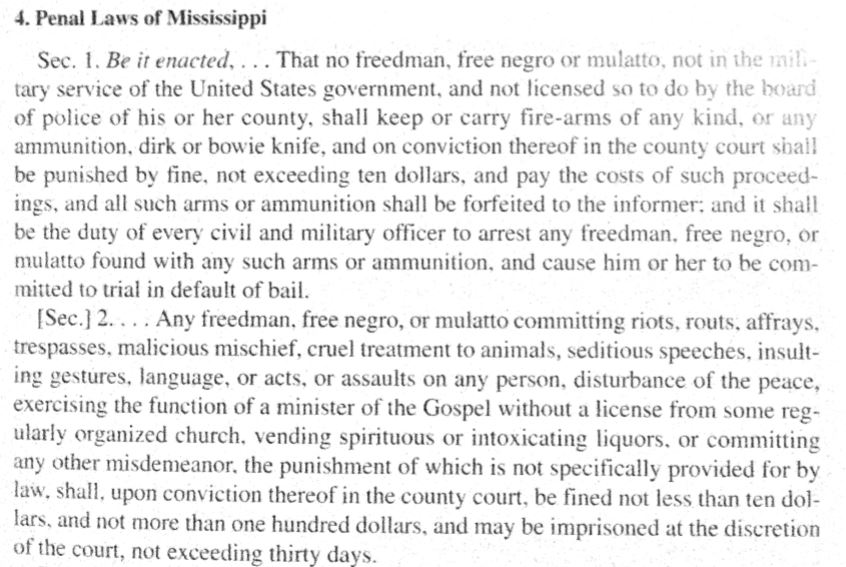 4. Penal Laws of Mississippi
Sec. 1. Be it enacted, . . . That no freedman, free negro or mulatto, not in the mili-
tary service of the United States government, and not licensed so to do by the board
of police of his or her county, shall keep or carry fire-arms of any kind, or any
ammunition, dirk or bowie knife, and on conviction thereof in the county court shall
be punished by fine, not exceeding ten dollars, and pay the costs of such proceed-
ings, and all such arms or ammunition shall be forfeited to the informer; and it shall
be the duty of every civil and military officer to arrest any freedman, free negro, or
mulatto found with any such arms or ammunition, and cause him or her to be com-
mitted to trial in default of bail.
[Sec.] 2. . . . Any freedman, free negro, or mulatto committing riots, routs, affrays,
trespasses, malicious mischief, cruel treatment to animals, seditious speeches, insult-
ing gestures, language, or acts, or assaults on any person, disturbance of the peace,
exercising the function of a minister of the Gospel without a license from some reg-
ularly organized church, vending spirituous or intoxicating liquors, or committing
any other misdemeanor, the punishment of which is not specifically provided for by
law, shall, upon conviction thereof in the county court, be fined not less than ten dol-
lars, and not more than one hundred dollars, and may be imprisoned at the discretion
of the court, not exceeding thirty days.